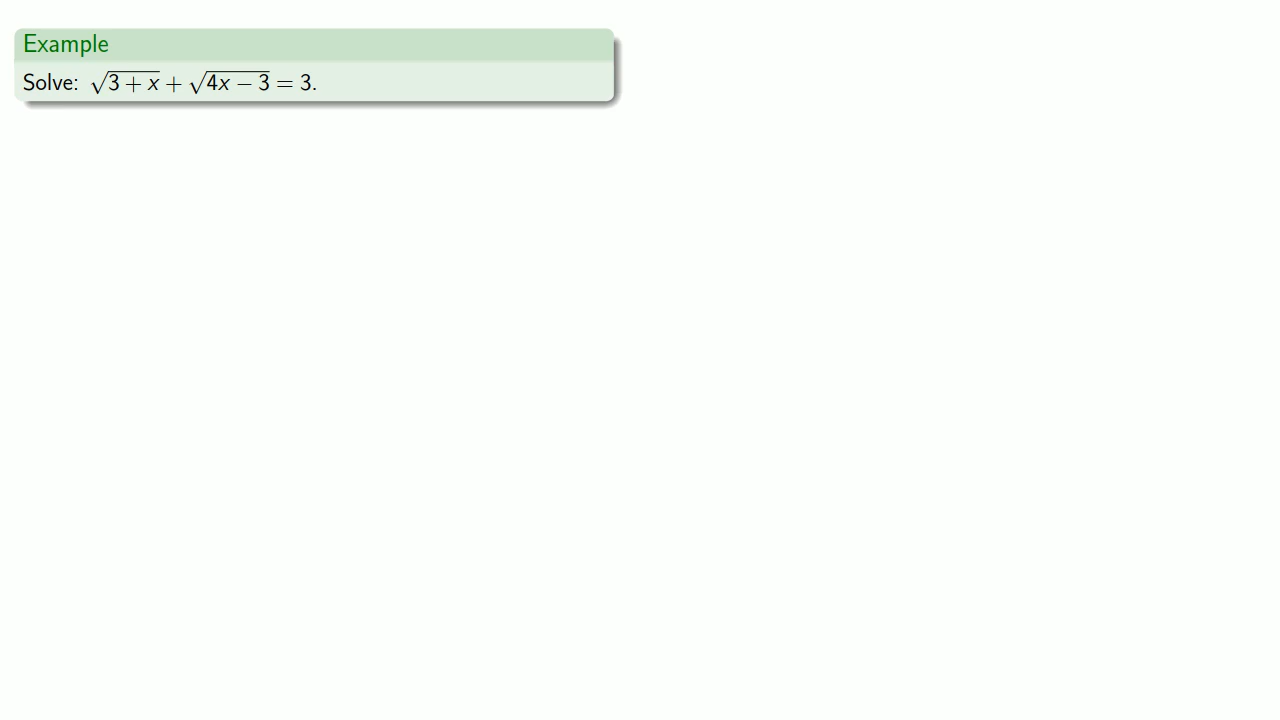 Example
Solve: √(3 + x) + √(4x − 3) = 3.